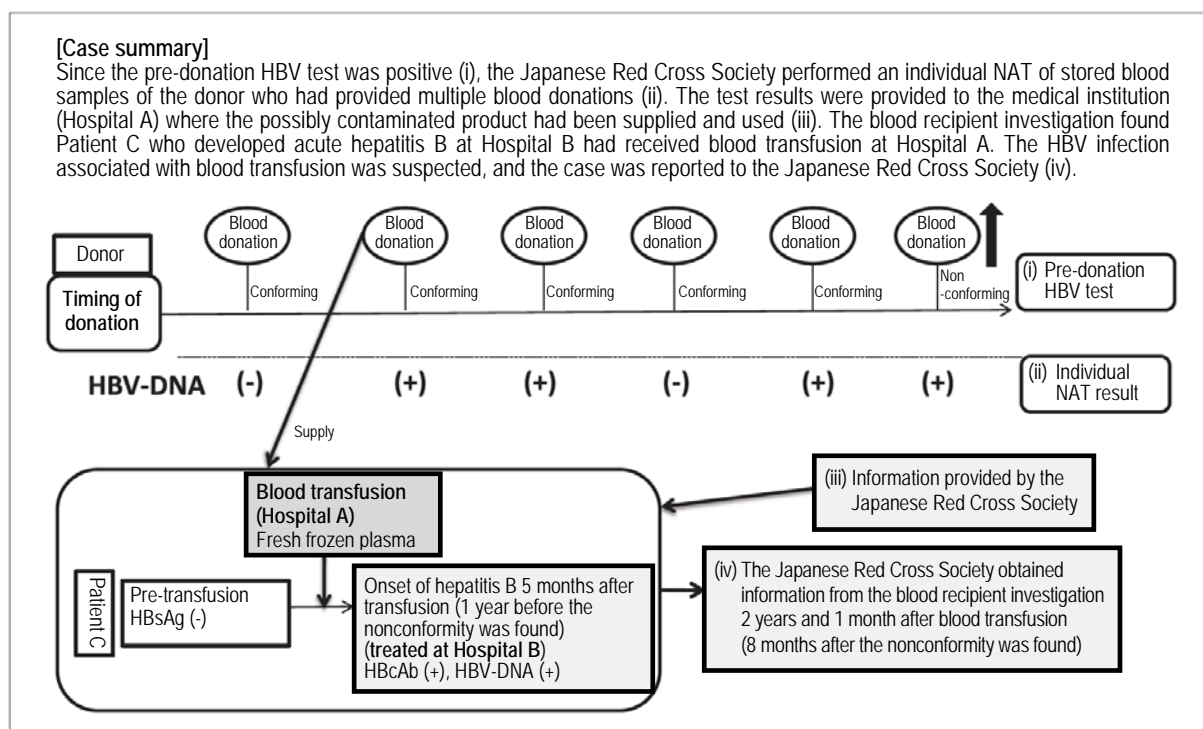 [Case summary]
Since the pre-donation HBV test was positive (i), the Japanese Red Cross Society performed an individual NAT of stored blood
samples of the donor who had provided multiple blood donations (ii). The test results were provided to the medical institution
(Hospital A) where the possibly contaminated product had been supplied and used (iii). The blood recipient investigation found
Patient C who developed acute hepatitis B at Hospital B had received blood transfusion at Hospital A. The HBV infection
associated with blood transfusion was suspected, and the case was reported to the Japanese Red Cross Society (iv).
Donor
Timing of
donation
Blood
donation
Conforming
Blood
donation
Conforming
Blood
donation
Conforming
Blood
donation
Conforming
Blood
donation
Conforming
Blood
donation
Non
-conforming
(i) Pre-donation
HBV test
HBV-DNA (-) (+) (+) (-) (+) (+)
(ii) Individual
NAT result
Supply
Blood transfusion
(Hospital A)
Fresh frozen plasma
(iii) Information provided by the
Japanese Red Cross Society
Patient C
Pre-transfusion
HBsAg (-)
Onset of hepatitis B 5 months after
transfusion (1 year before the
nonconformity was found)
(treated at Hospital B)
HBcAb (+), HBV-DNA (+)
(iv) The Japanese Red Cross Society obtained
information from the blood recipient investigation
2 years and 1 month after blood transfusion
(8 months after the nonconformity was found)